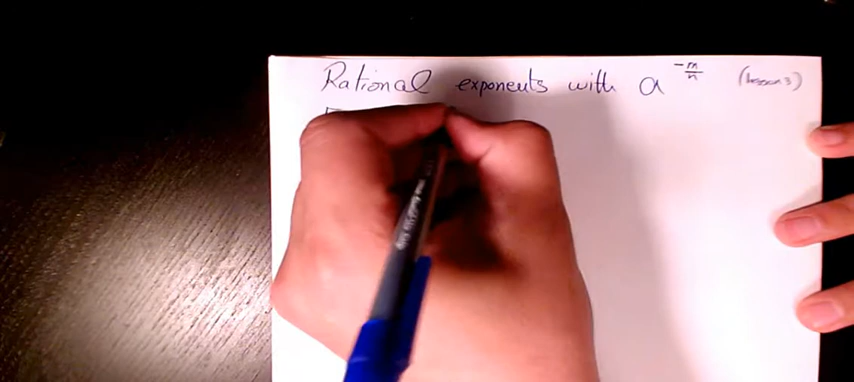 Rational exponents with a^{-m/n} (Lesson 3)